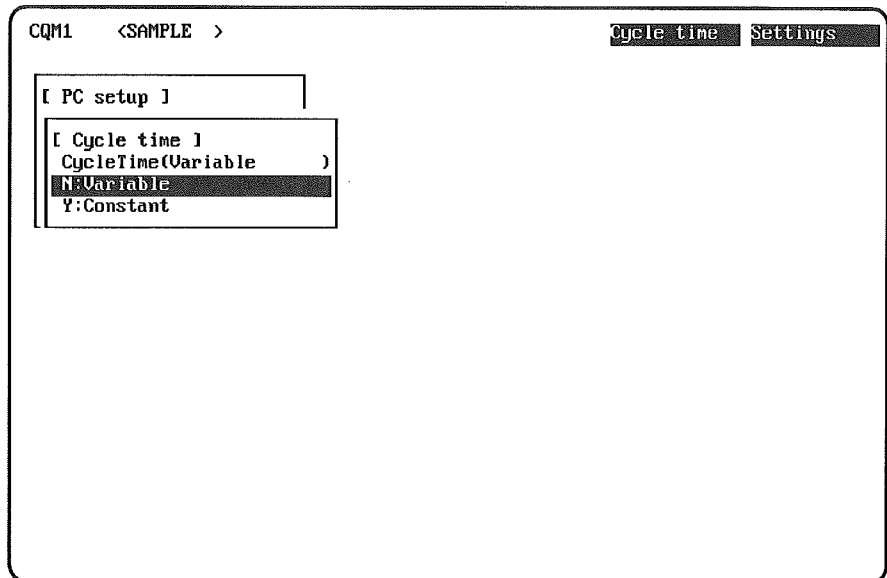 CQM1 <SAMPLE > Cycle time Settings
[ PC setup ]
[ Cycle time ]
CycleTime(Variable )
N:Variable
Y:Constant